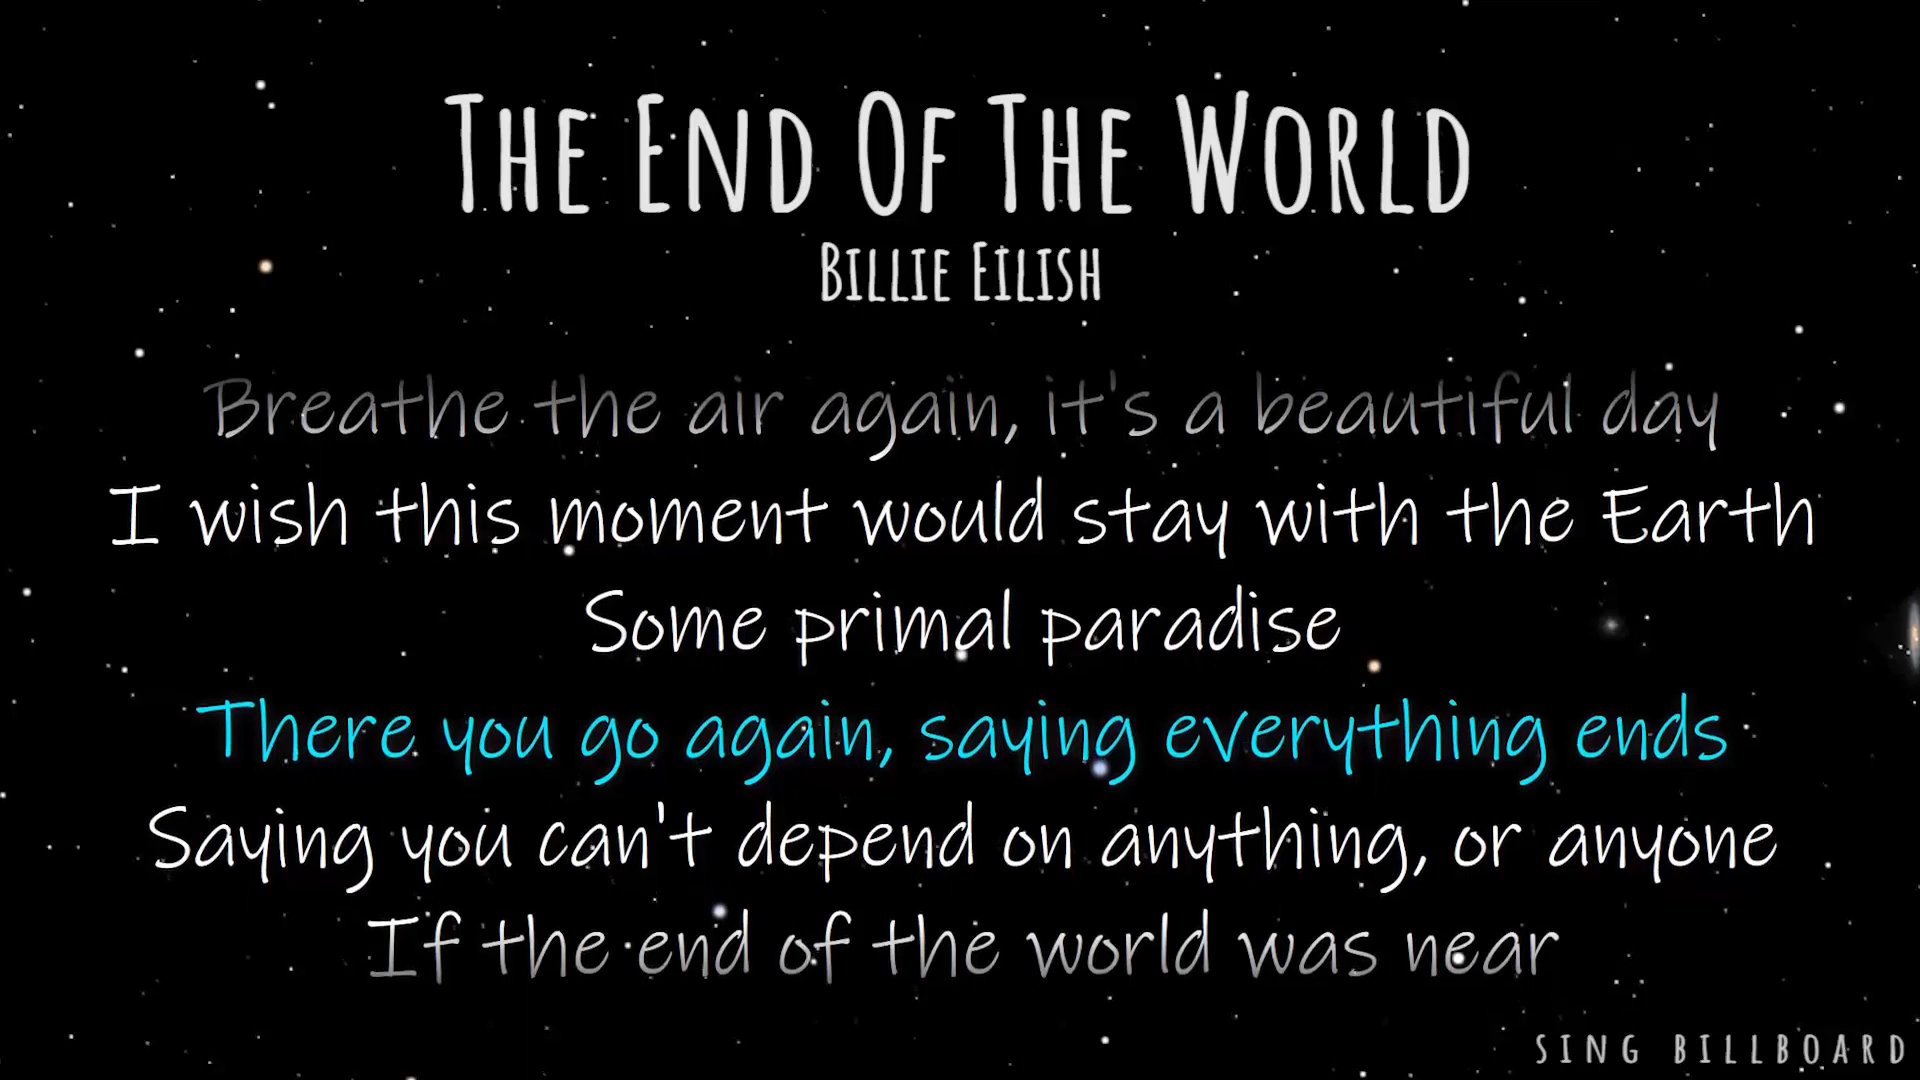 The End Of The World
Billie Eilish
Breathe the air again, it's a beautiful day
I wish this moment would stay with the Earth
Some primal paradise
There you go again, saying everything ends
Saying you can't depend on anything, or anyone
If the end of the world was near
SING BILLBOARD